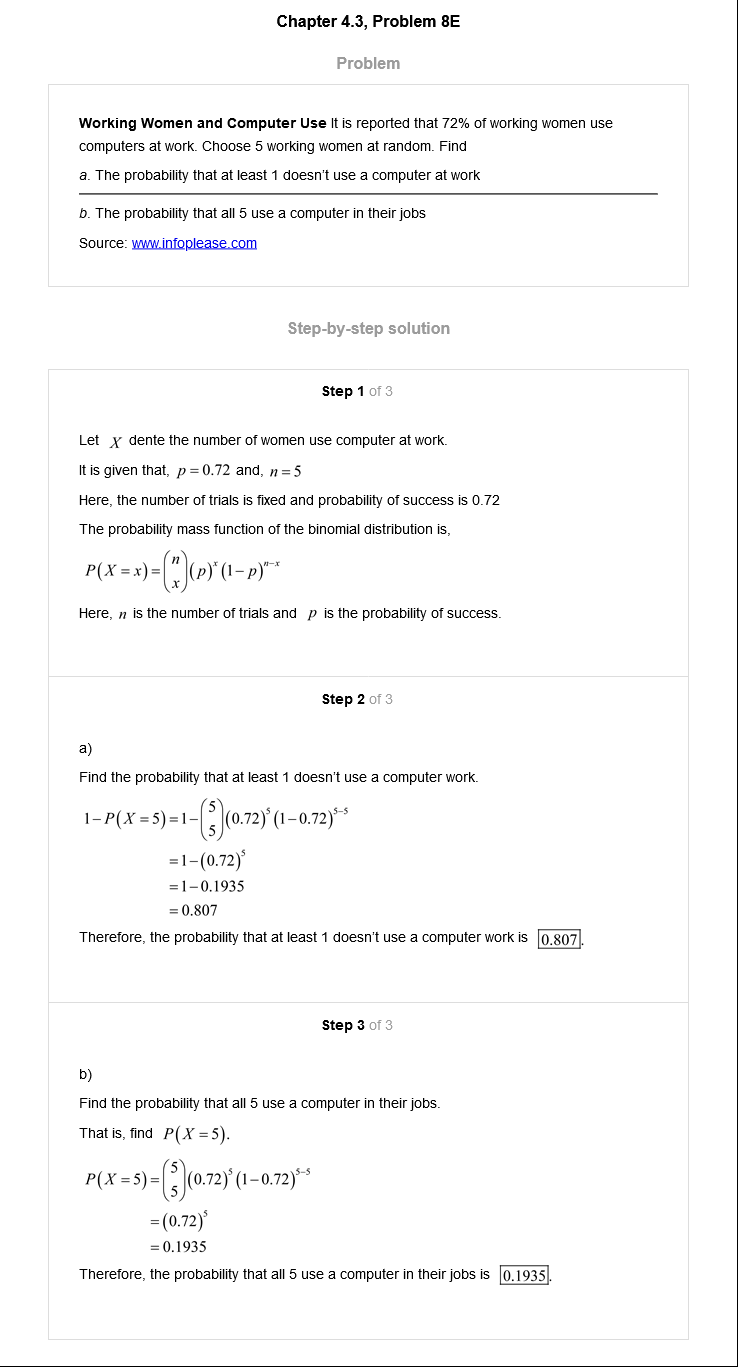 Chapter 4.3, Problem 8E
Problem
Working Women and Computer Use It is reported that 72% of working women use
computers at work. Choose 5 working women at random. Find
a. The probability that at least 1 doesn't use a computer at work
b. The probability that all 5 use a computer in their jobs
Source: www.infoplease.com
Step-by-step solution
Step 1 of 3
Let X dente the number of women use computer at work.
It is given that, p = 0.72 and, n = 5
Here, the number of trials is fixed and probability of success is 0.72
The probability mass function of the binomial distribution is,
P(X = x) = (n x)(p)^x (1 − p)^(n−x)
Here, n is the number of trials and p is the probability of success.
Step 2 of 3
a)
Find the probability that at least 1 doesn't use a computer work.
1 − P(X = 5) = 1 − (5 5)(0.72)^5 (1 − 0.72)^(5−5)
= 1 − (0.72)^5
= 1 − 0.1935
= 0.807
Therefore, the probability that at least 1 doesn't use a computer work is 0.807.
Step 3 of 3
b)
Find the probability that all 5 use a computer in their jobs.
That is, find P(X = 5).
P(X = 5) = (5 5)(0.72)^5 (1 − 0.72)^(5−5)
= (0.72)^5
= 0.1935
Therefore, the probability that all 5 use a computer in their jobs is 0.1935.